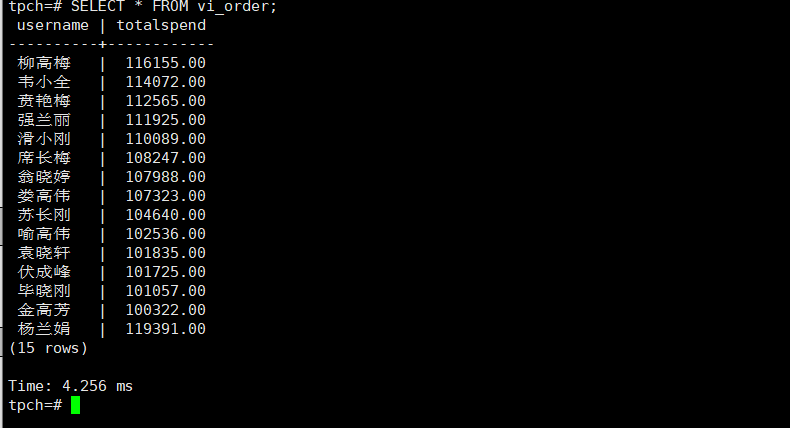 tpch=# SELECT * FROM vi_order;
 username | totalspend
----------+------------
 柳高梅   |  116155.00
 韦小全   |  114072.00
 贲艳梅   |  112565.00
 强兰丽   |  111925.00
 滑小刚   |  110089.00
 席长梅   |  108247.00
 翁晓婷   |  107988.00
 娄高伟   |  107323.00
 苏长刚   |  104640.00
 喻高伟   |  102536.00
 袁晓轩   |  101835.00
 伏成峰   |  101725.00
 毕晓刚   |  101057.00
 金高芳   |  100322.00
 杨兰娟   |  119391.00
(15 rows)

Time: 4.256 ms
tpch=#